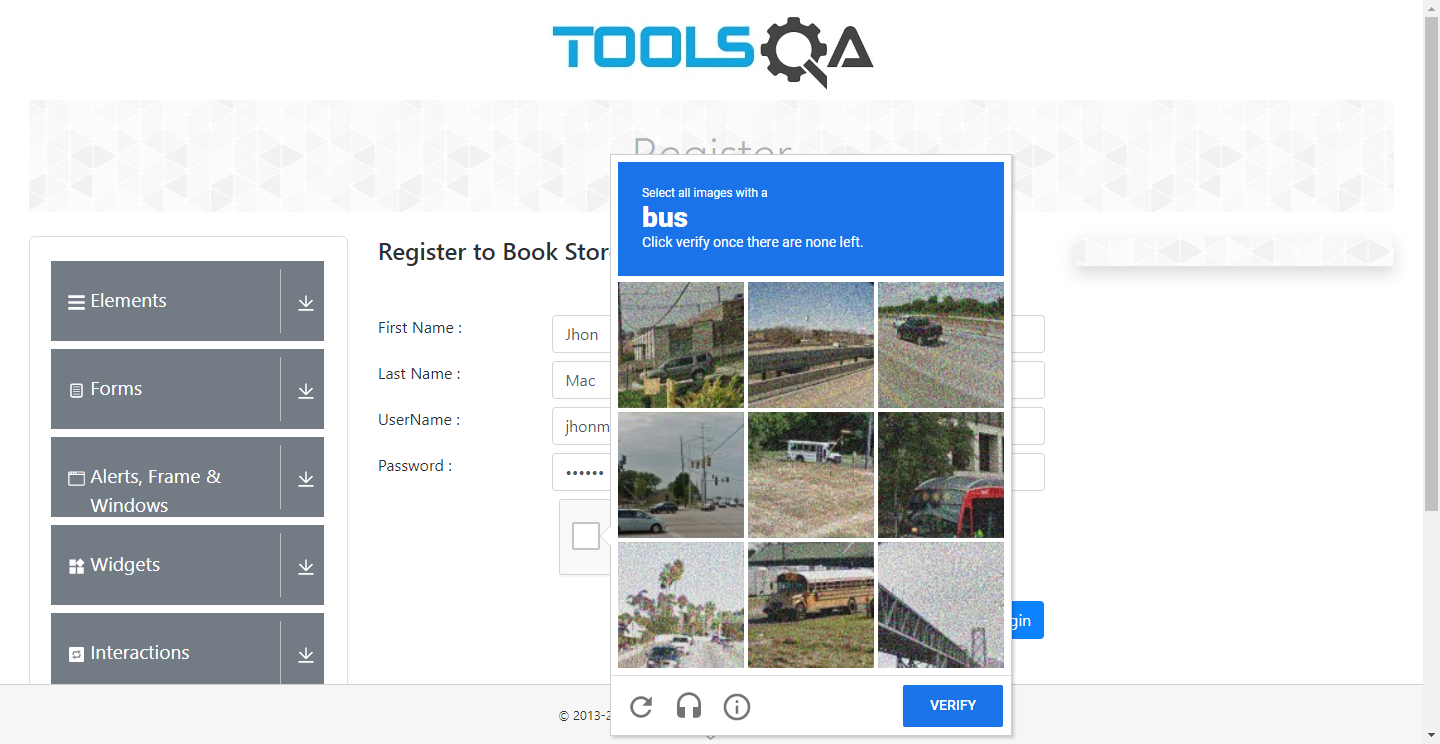 TOOLSQA
Register
Register to Book Stor
Elements
Forms
Alerts, Frame &
Windows
Widgets
Interactions
First Name :
Jhon
Last Name :
Mac
UserName :
jhonm
Password :
••••••
Select all images with a
bus
Click verify once there are none left.
VERIFY
gin
© 2013-2